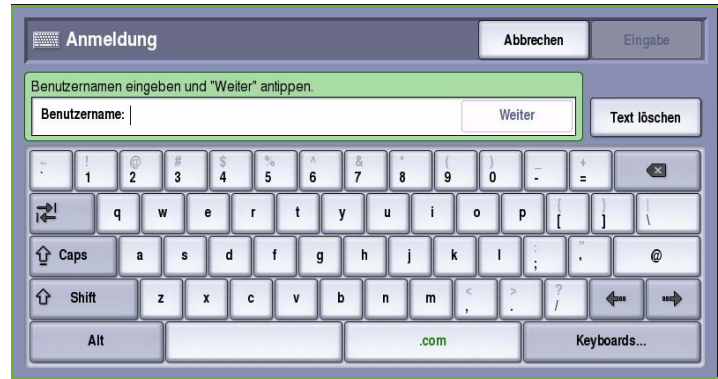 Anmeldung Abbrechen Eingabe
Benutzernamen eingeben und "Weiter" antippen.
Benutzername: Weiter Text löschen
~ ! @ # $ % ^ & * ( ) _ +
` 1 2 3 4 5 6 7 8 9 0 - =
q w e r t y u i o p { [ } ] | \
Caps a s d f g h j k l : ; " ' @
Shift z x c v b n m < , > . ? /
Alt .com Keyboards...